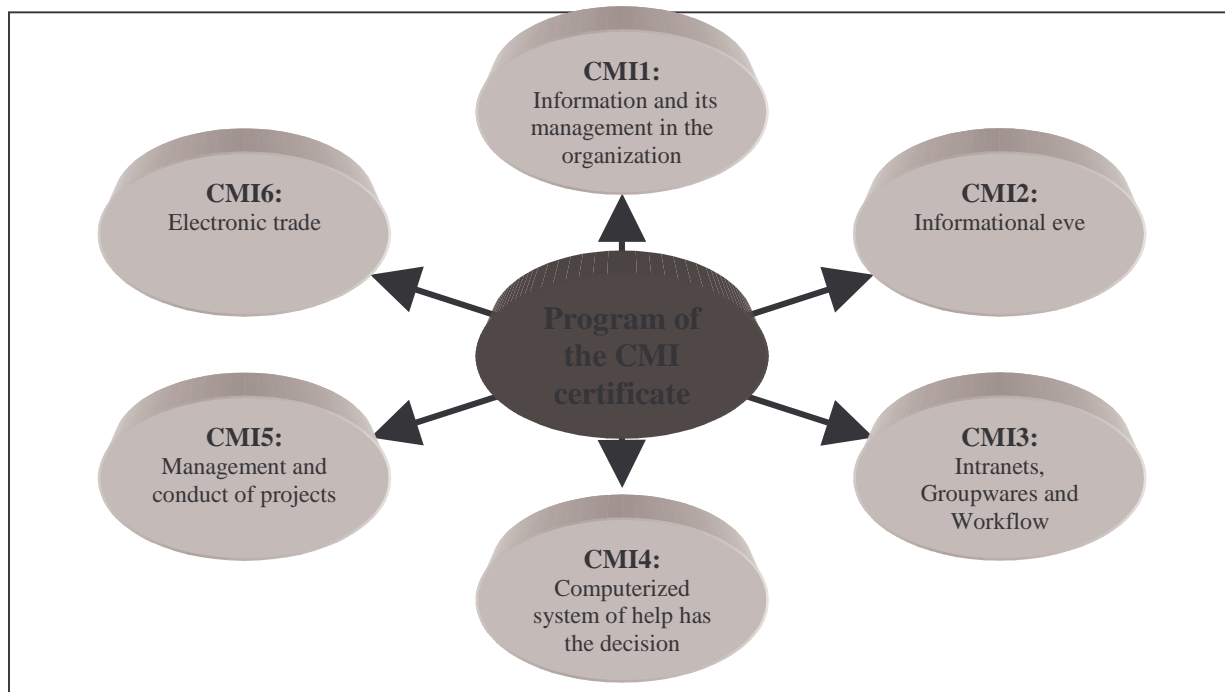 CMI1:
Information and its
management in the
organization
CMI6:
Electronic trade
CMI2:
Informational eve
Program of
the CMI
certificate
CMI5:
Management and
conduct of projects
CMI3:
Intranets,
Groupwares and
Workflow
CMI4:
Computerized
system of help has
the decision